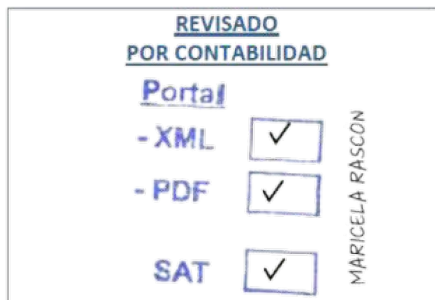 REVISADO
POR CONTABILIDAD
Portal
- XML ✓
- PDF ✓
SAT ✓
MARICELA RASCON